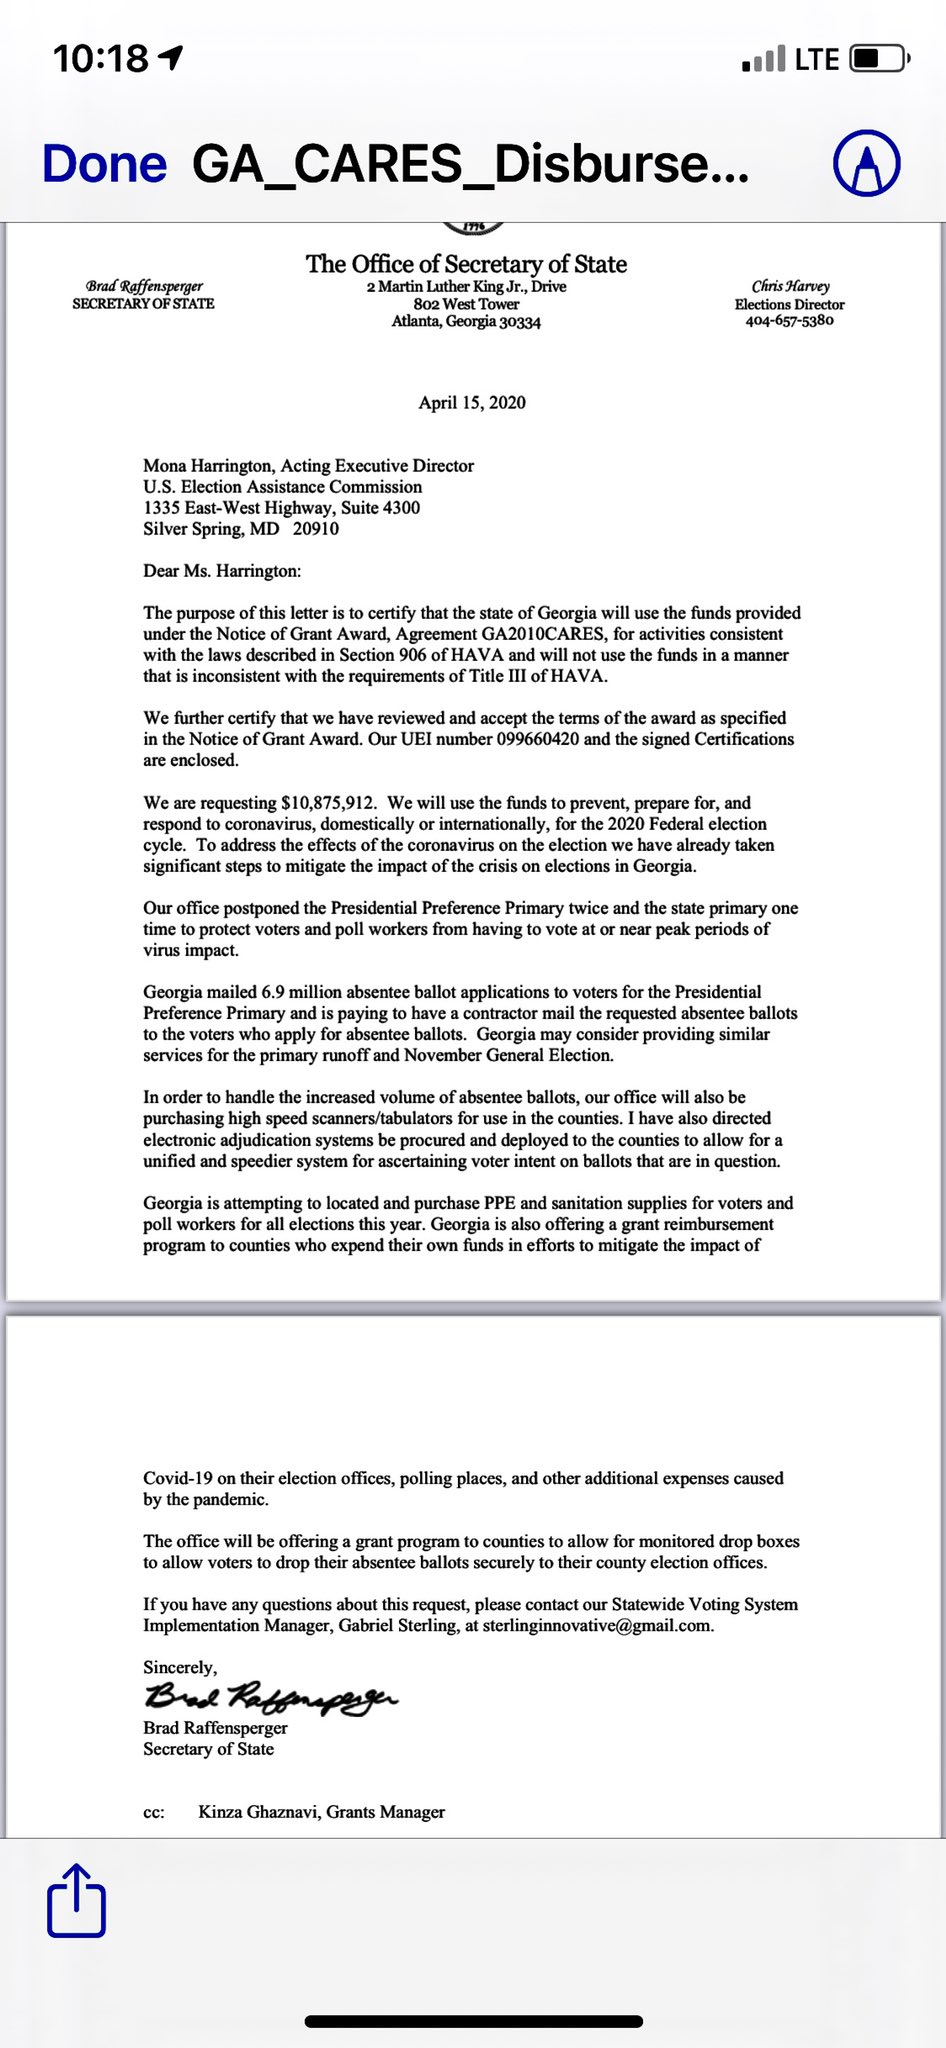 10:18 LTE
Done GA_CARES_Disburse...
1776
The Office of Secretary of State
Brad Raffensperger
SECRETARY OF STATE
2 Martin Luther King Jr., Drive
802 West Tower
Atlanta, Georgia 30334
Chris Harvey
Elections Director
404-657-5380
April 15, 2020
Mona Harrington, Acting Executive Director
U.S. Election Assistance Commission
1335 East-West Highway, Suite 4300
Silver Spring, MD 20910
Dear Ms. Harrington:
The purpose of this letter is to certify that the state of Georgia will use the funds provided
under the Notice of Grant Award, Agreement GA2010CARES, for activities consistent
with the laws described in Section 906 of HAVA and will not use the funds in a manner
that is inconsistent with the requirements of Title III of HAVA.
We further certify that we have reviewed and accept the terms of the award as specified
in the Notice of Grant Award. Our UEI number 099660420 and the signed Certifications
are enclosed.
We are requesting $10,875,912. We will use the funds to prevent, prepare for, and
respond to coronavirus, domestically or internationally, for the 2020 Federal election
cycle. To address the effects of the coronavirus on the election we have already taken
significant steps to mitigate the impact of the crisis on elections in Georgia.
Our office postponed the Presidential Preference Primary twice and the state primary one
time to protect voters and poll workers from having to vote at or near peak periods of
virus impact.
Georgia mailed 6.9 million absentee ballot applications to voters for the Presidential
Preference Primary and is paying to have a contractor mail the requested absentee ballots
to the voters who apply for absentee ballots. Georgia may consider providing similar
services for the primary runoff and November General Election.
In order to handle the increased volume of absentee ballots, our office will also be
purchasing high speed scanners/tabulators for use in the counties. I have also directed
electronic adjudication systems be procured and deployed to the counties to allow for a
unified and speedier system for ascertaining voter intent on ballots that are in question.
Georgia is attempting to located and purchase PPE and sanitation supplies for voters and
poll workers for all elections this year. Georgia is also offering a grant reimbursement
program to counties who expend their own funds in efforts to mitigate the impact of
Covid-19 on their election offices, polling places, and other additional expenses caused
by the pandemic.
The office will be offering a grant program to counties to allow for monitored drop boxes
to allow voters to drop their absentee ballots securely to their county election offices.
If you have any questions about this request, please contact our Statewide Voting System
Implementation Manager, Gabriel Sterling, at sterlinginnovative@gmail.com.
Sincerely,
Brad Raffensperger
Brad Raffensperger
Secretary of State
cc: Kinza Ghaznavi, Grants Manager